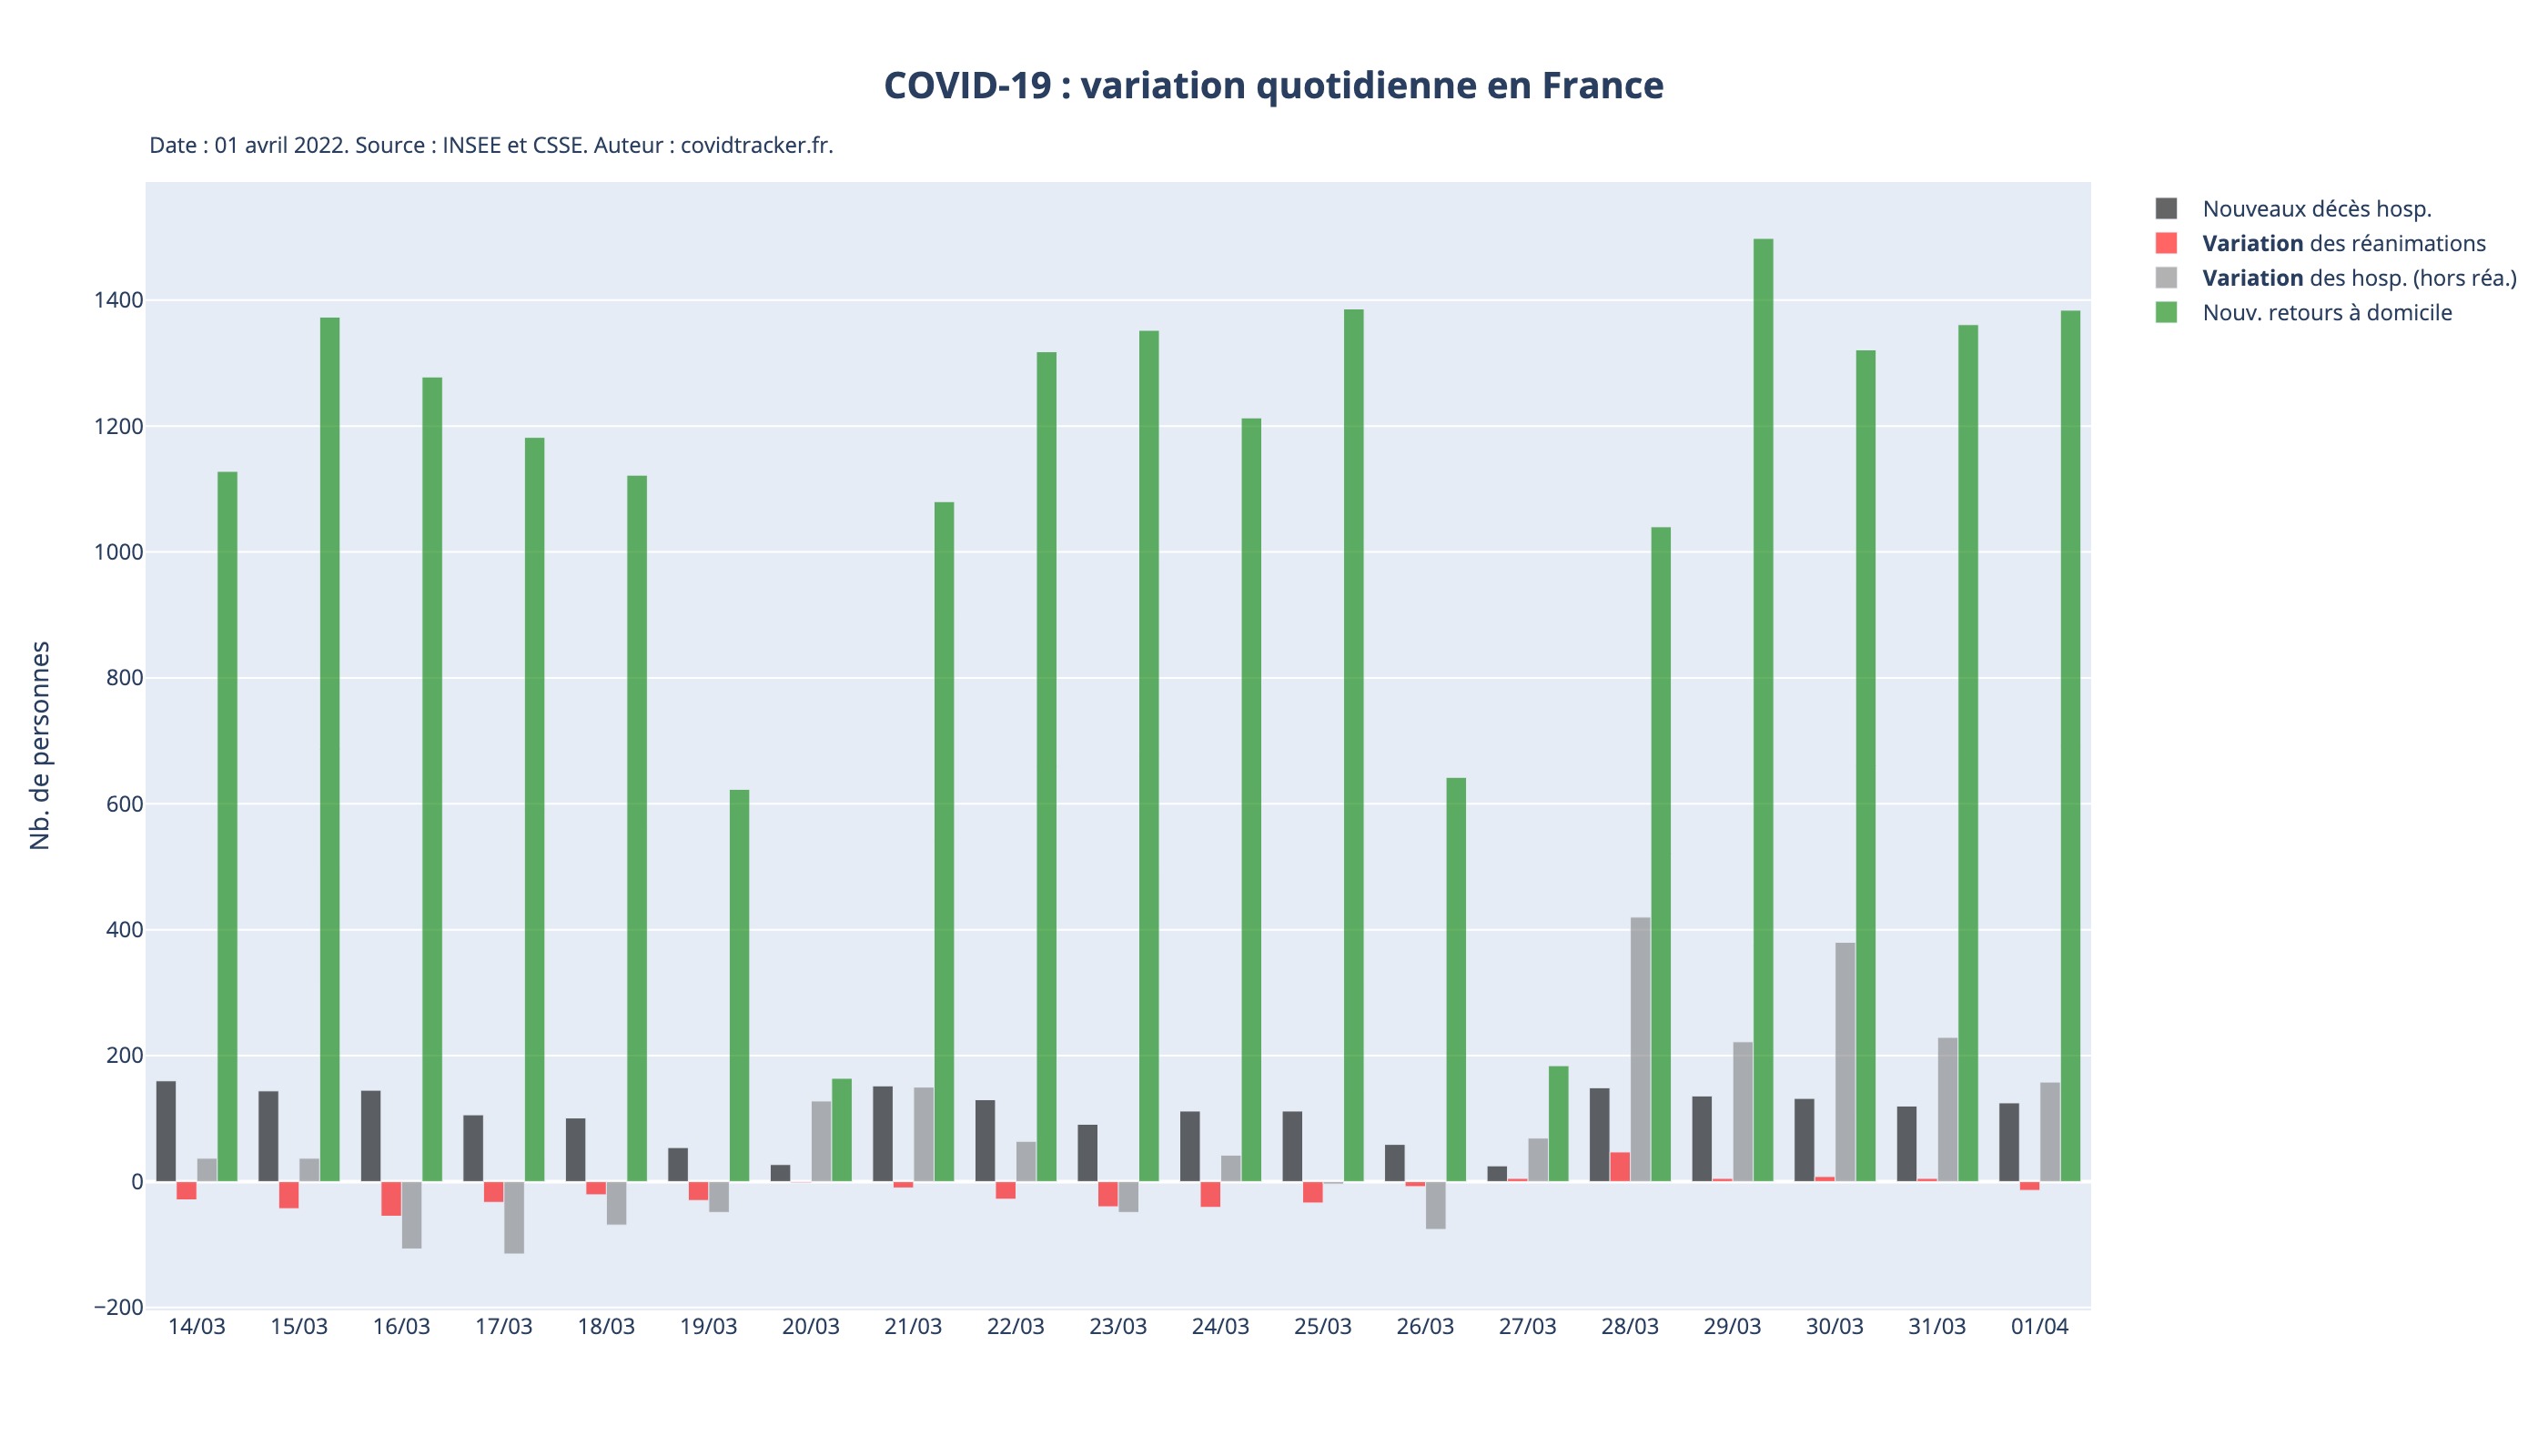 COVID-19 : variation quotidienne en France
Date : 01 avril 2022. Source : INSEE et CSSE. Auteur : covidtracker.fr.
Nouveaux décès hosp.
Variation des réanimations
Variation des hosp. (hors réa.)
Nouv. retours à domicile
Nb. de personnes
1400
1200
1000
800
600
400
200
0
−200
14/03 15/03 16/03 17/03 18/03 19/03 20/03 21/03 22/03 23/03 24/03 25/03 26/03 27/03 28/03 29/03 30/03 31/03 01/04